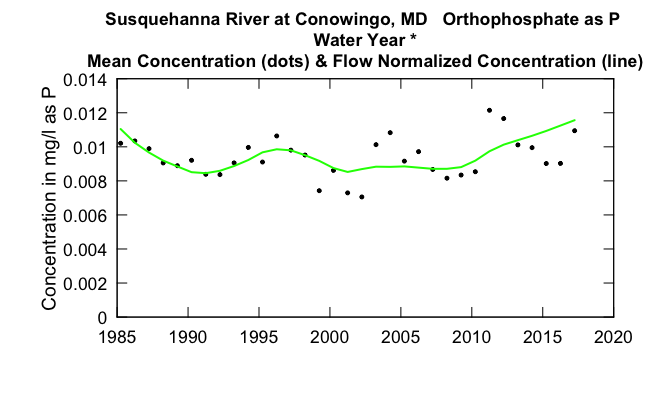 Susquehanna River at Conowingo, MD   Orthophosphate as P
Water Year *
Mean Concentration (dots) & Flow Normalized Concentration (line)
Concentration in mg/l as P
0.014
0.012
0.01
0.008
0.006
0.004
0.002
0
1985 1990 1995 2000 2005 2010 2015 2020